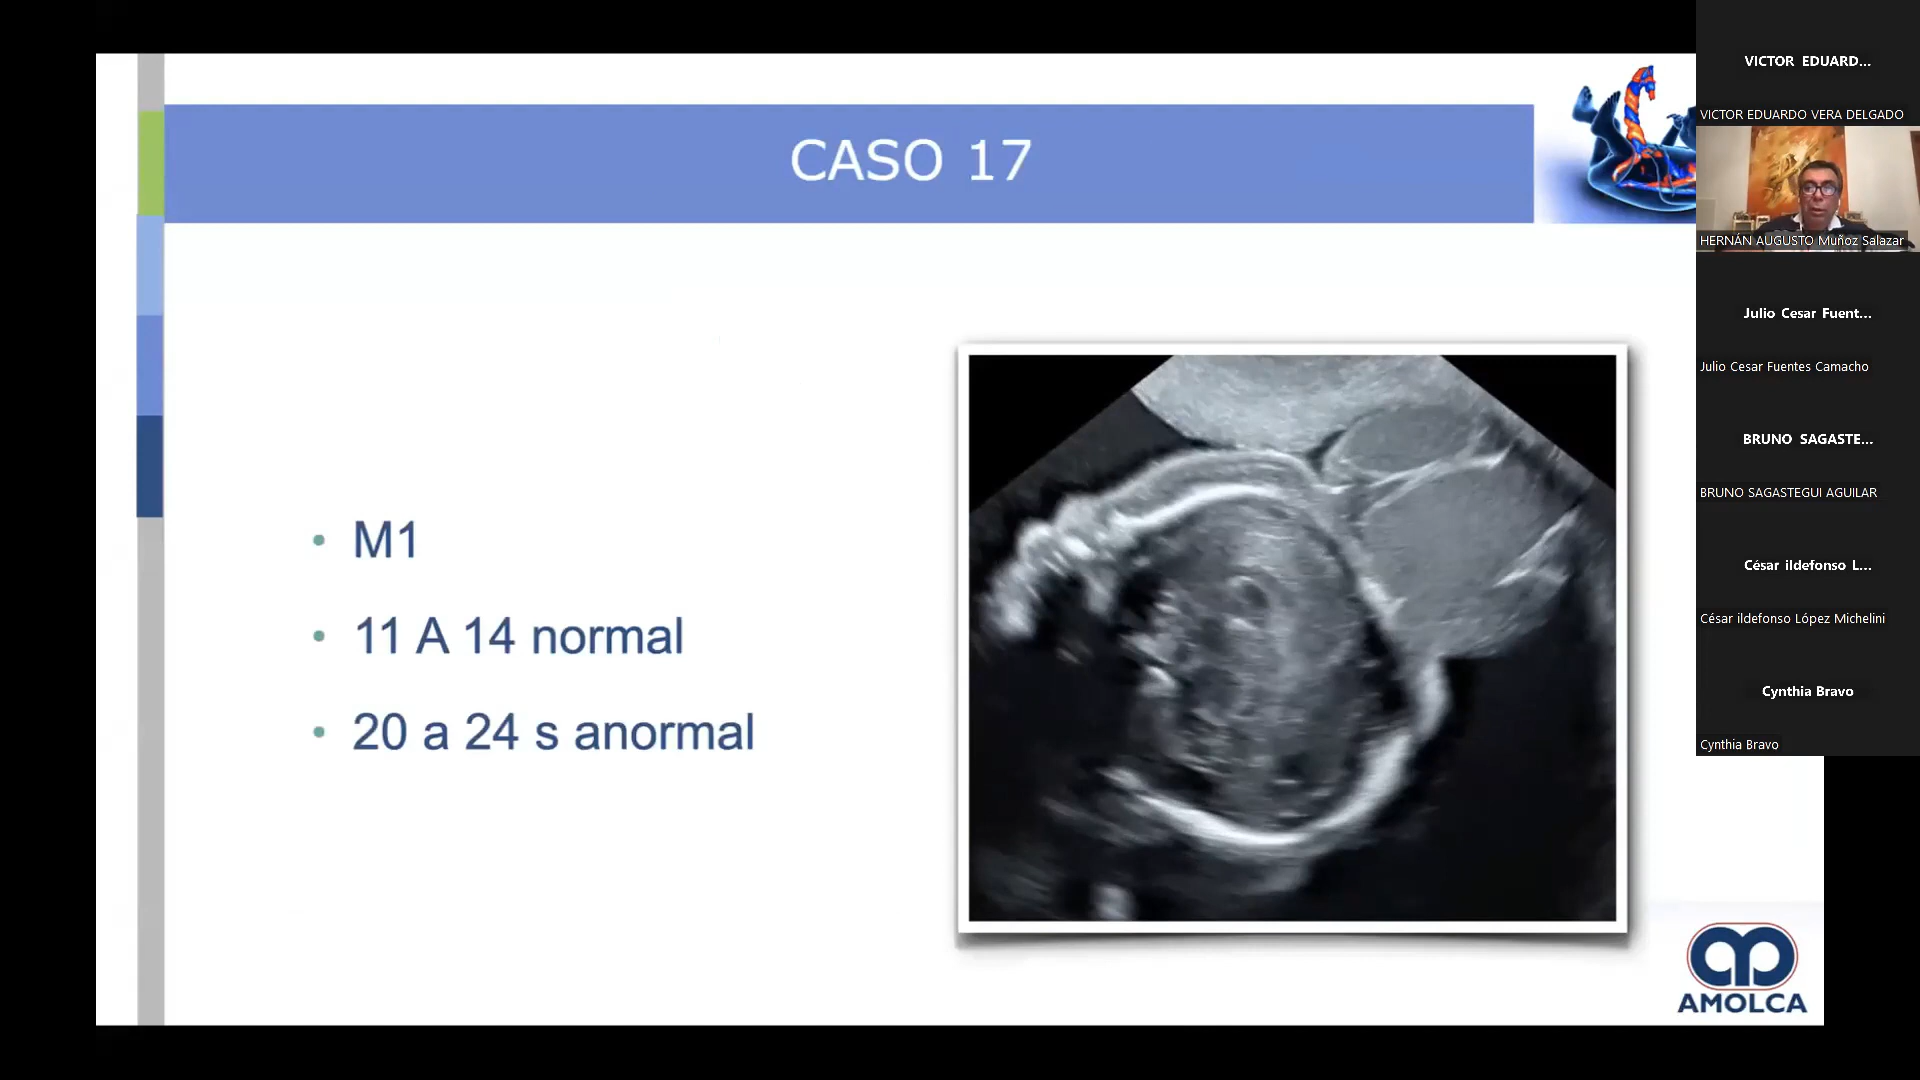 CASO 17
• M1
• 11 A 14 normal
• 20 a 24 s anormal
AMOLCA
VICTOR EDUARD...
VICTOR EDUARDO VERA DELGADO
HERNÁN AUGUSTO Muñoz Salazar
Julio Cesar Fuent...
Julio Cesar Fuentes Camacho
BRUNO SAGASTE...
BRUNO SAGASTEGUI AGUILAR
César ildefonso L...
César ildefonso López Michelini
Cynthia Bravo
Cynthia Bravo